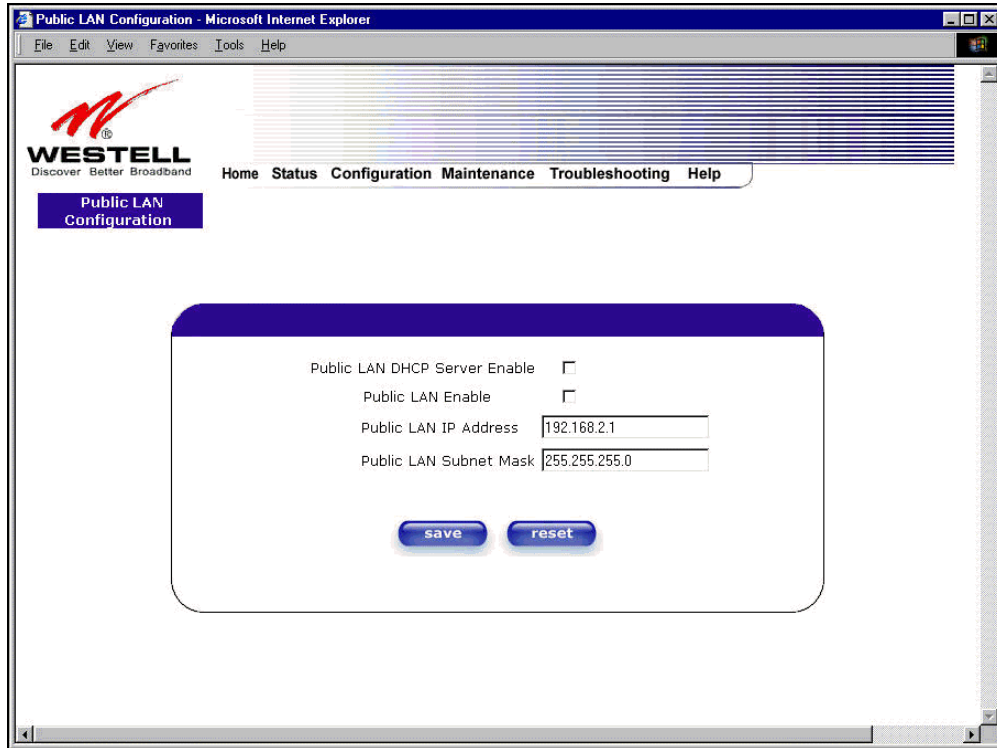 Public LAN Configuration - Microsoft Internet Explorer
File Edit View Favorites Tools Help
®
WESTELL
Discover Better Broadband
Home Status Configuration Maintenance Troubleshooting Help
Public LAN
Configuration
Public LAN DHCP Server Enable
Public LAN Enable
Public LAN IP Address 192.168.2.1
Public LAN Subnet Mask 255.255.255.0
save reset